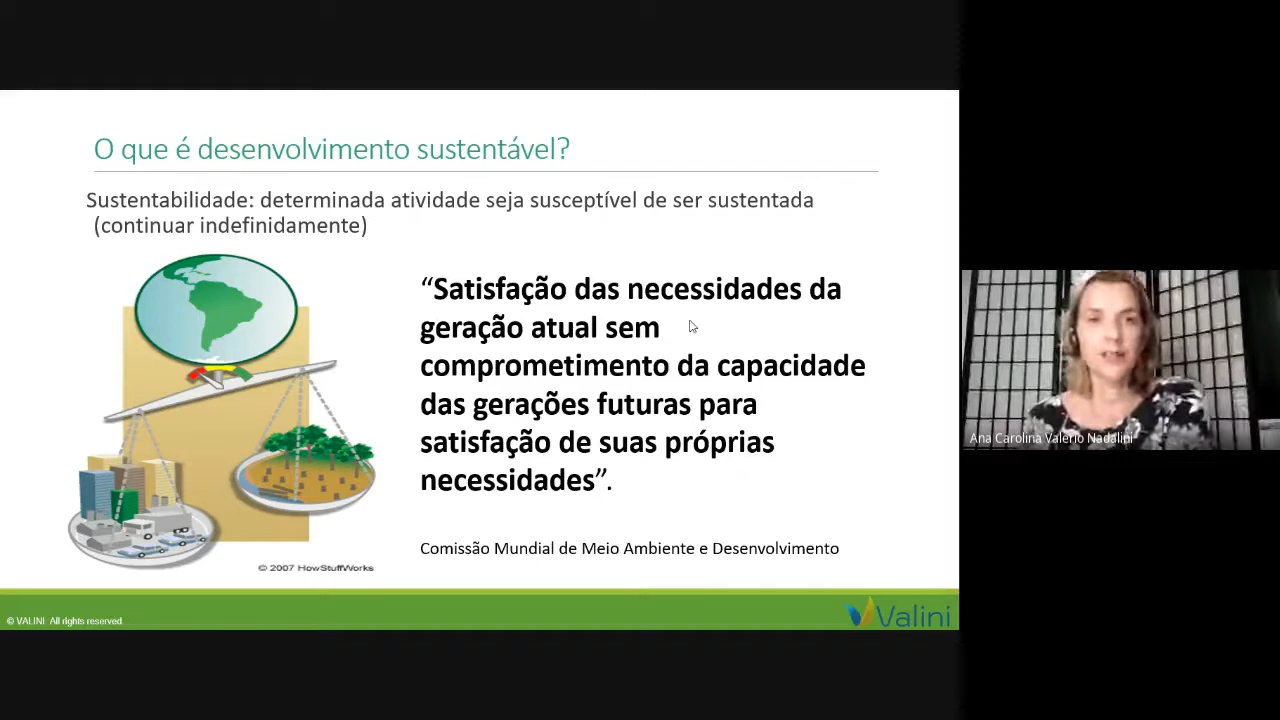 O que é desenvolvimento sustentável?
Sustentabilidade: determinada atividade seja susceptível de ser sustentada
(continuar indefinidamente)
“Satisfação das necessidades da
geração atual sem
comprometimento da capacidade
das gerações futuras para
satisfação de suas próprias
necessidades”.
Comissão Mundial de Meio Ambiente e Desenvolvimento
© 2007 HowStuffWorks
© VALINI. All rights reserved.
Valini
Ana Carolina Valerio Nadalini